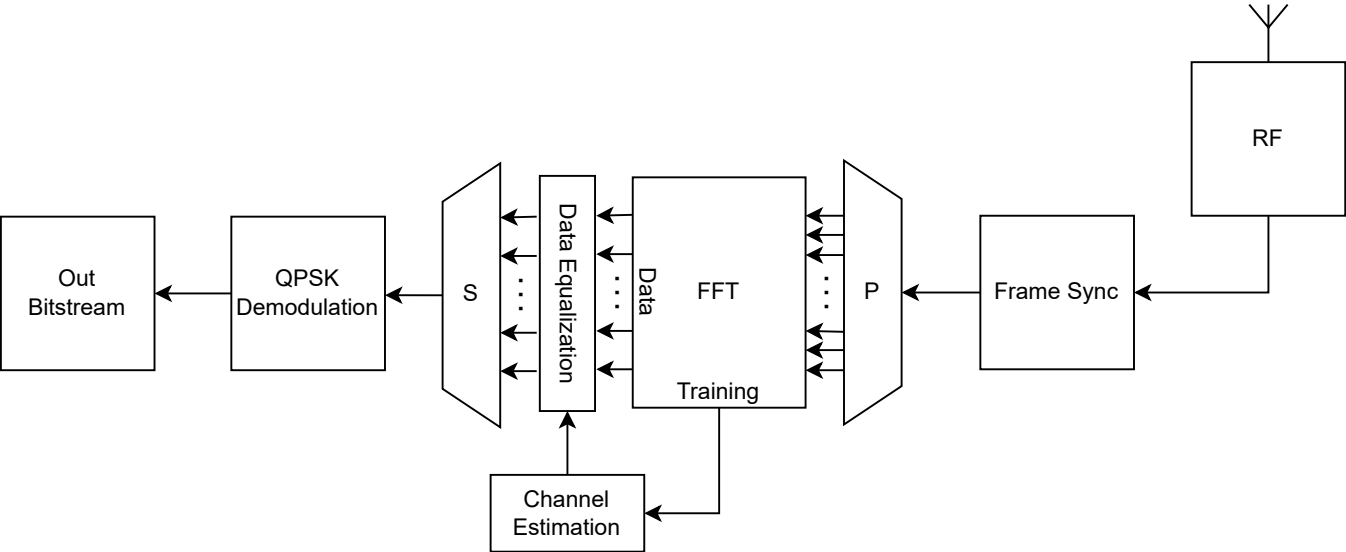 RF
Out
Bitstream
QPSK
Demodulation
S
Data Equalization
Data
FFT
Training
P
Frame Sync
Channel
Estimation